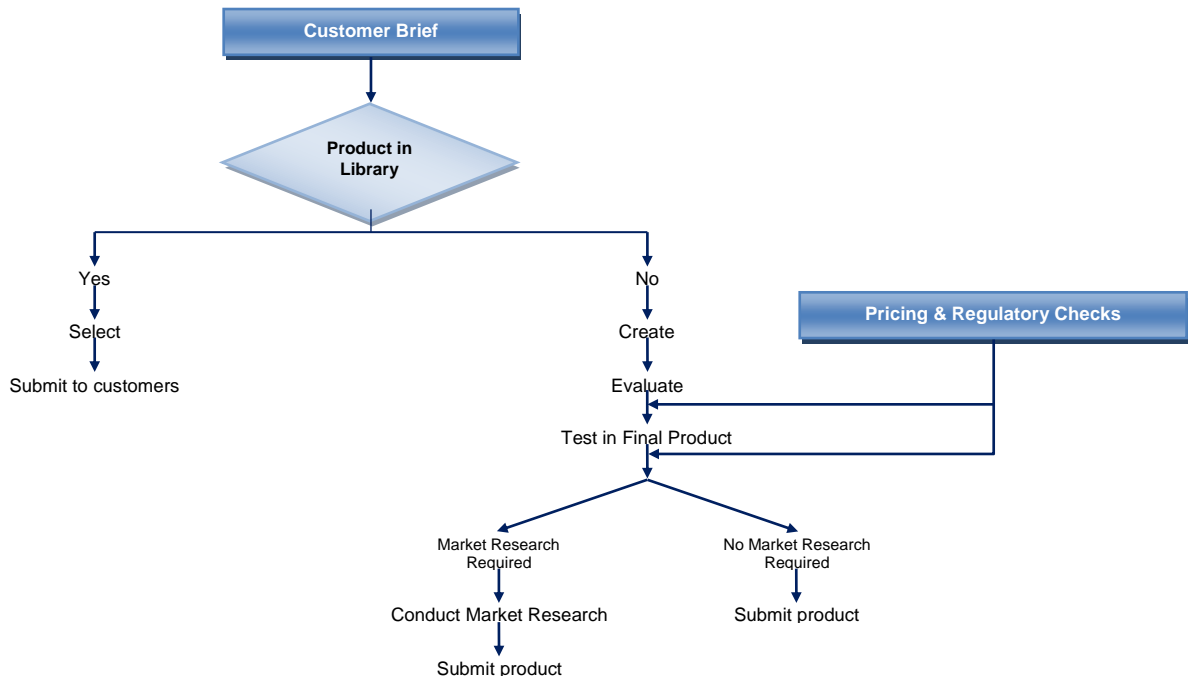 Customer Brief
Product in
Library
Yes
No
Pricing & Regulatory Checks
Select
Create
Submit to customers
Evaluate
Test in Final Product
Market Research
Required
No Market Research
Required
Conduct Market Research
Submit product
Submit product